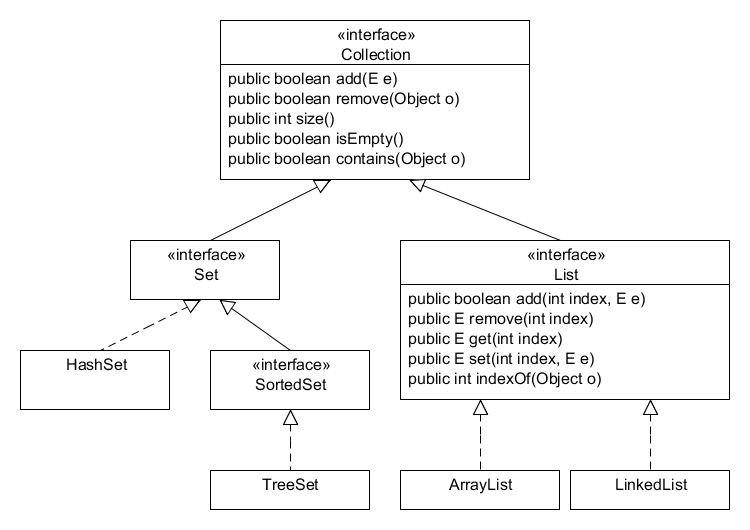 «interface»
Collection
public boolean add(E e)
public boolean remove(Object o)
public int size()
public boolean isEmpty()
public boolean contains(Object o)
«interface»
Set
«interface»
List
public boolean add(int index, E e)
public E remove(int index)
public E get(int index)
public E set(int index, E e)
public int indexOf(Object o)
HashSet
«interface»
SortedSet
TreeSet
ArrayList
LinkedList